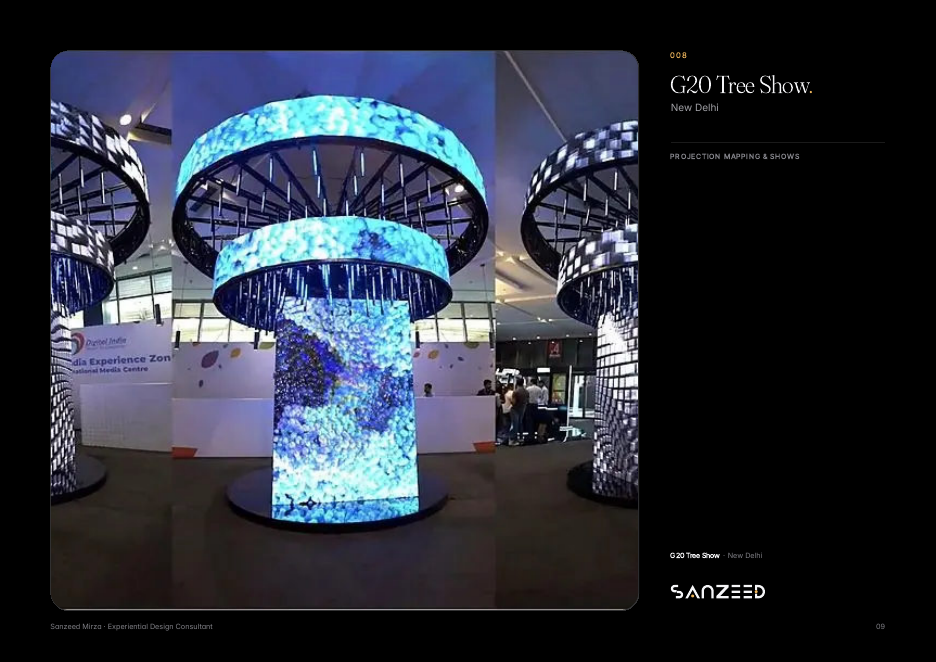 008
G20 Tree Show.
New Delhi
PROJECTION MAPPING & SHOWS
Digital India
dia Experience Zon
ational Media Centre
G20 Tree Show · New Delhi
SANZEED
Sanzeed Mirza · Experiential Design Consultant
09